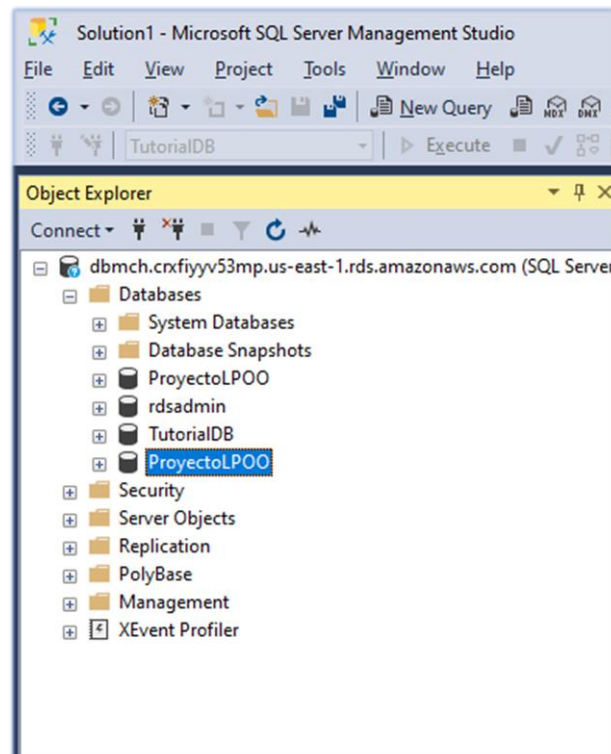 Solution1 - Microsoft SQL Server Management Studio
File Edit View Project Tools Window Help
New Query MDX DMX
TutorialDB Execute
Object Explorer
Connect
dbmch.crxfiyyv53mp.us-east-1.rds.amazonaws.com (SQL Server
Databases
System Databases
Database Snapshots
ProyectoLPOO
rdsadmin
TutorialDB
ProyectoLPOO
Security
Server Objects
Replication
PolyBase
Management
XEvent Profiler